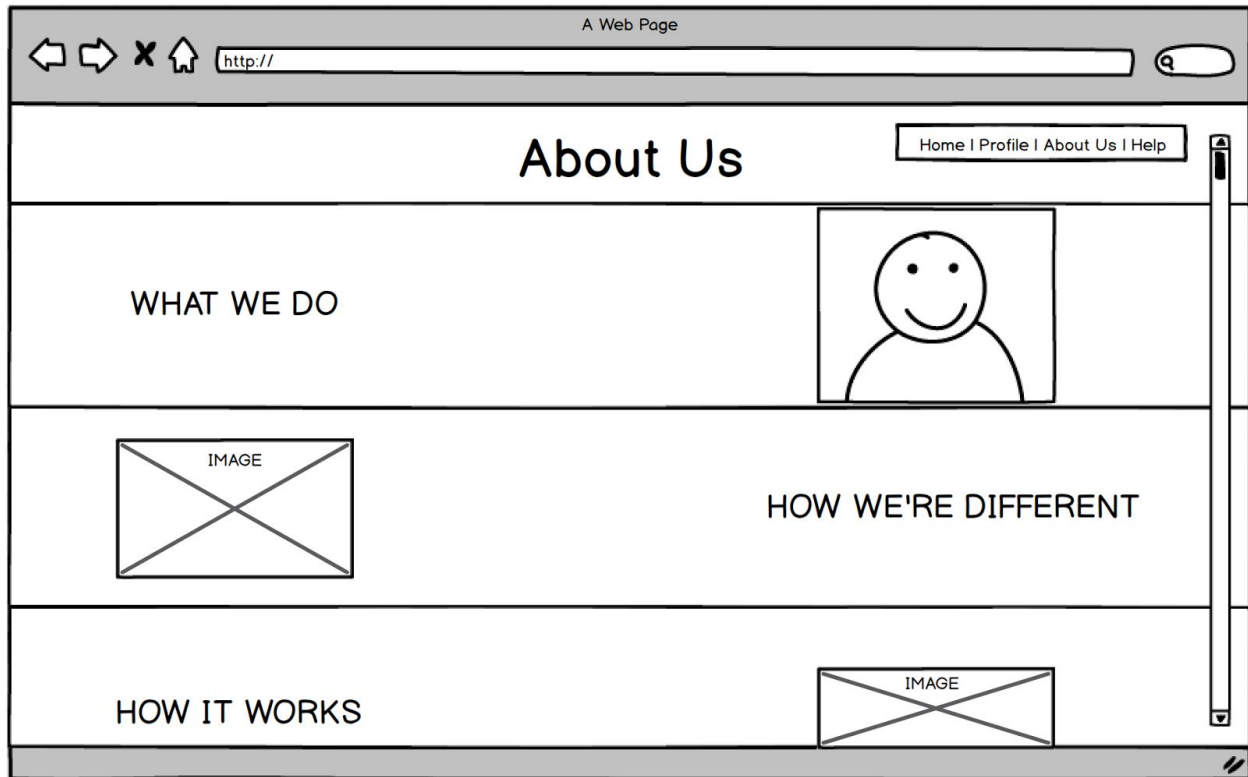 A Web Page
http://
About Us
Home | Profile | About Us | Help
WHAT WE DO
IMAGE
HOW WE'RE DIFFERENT
HOW IT WORKS
IMAGE